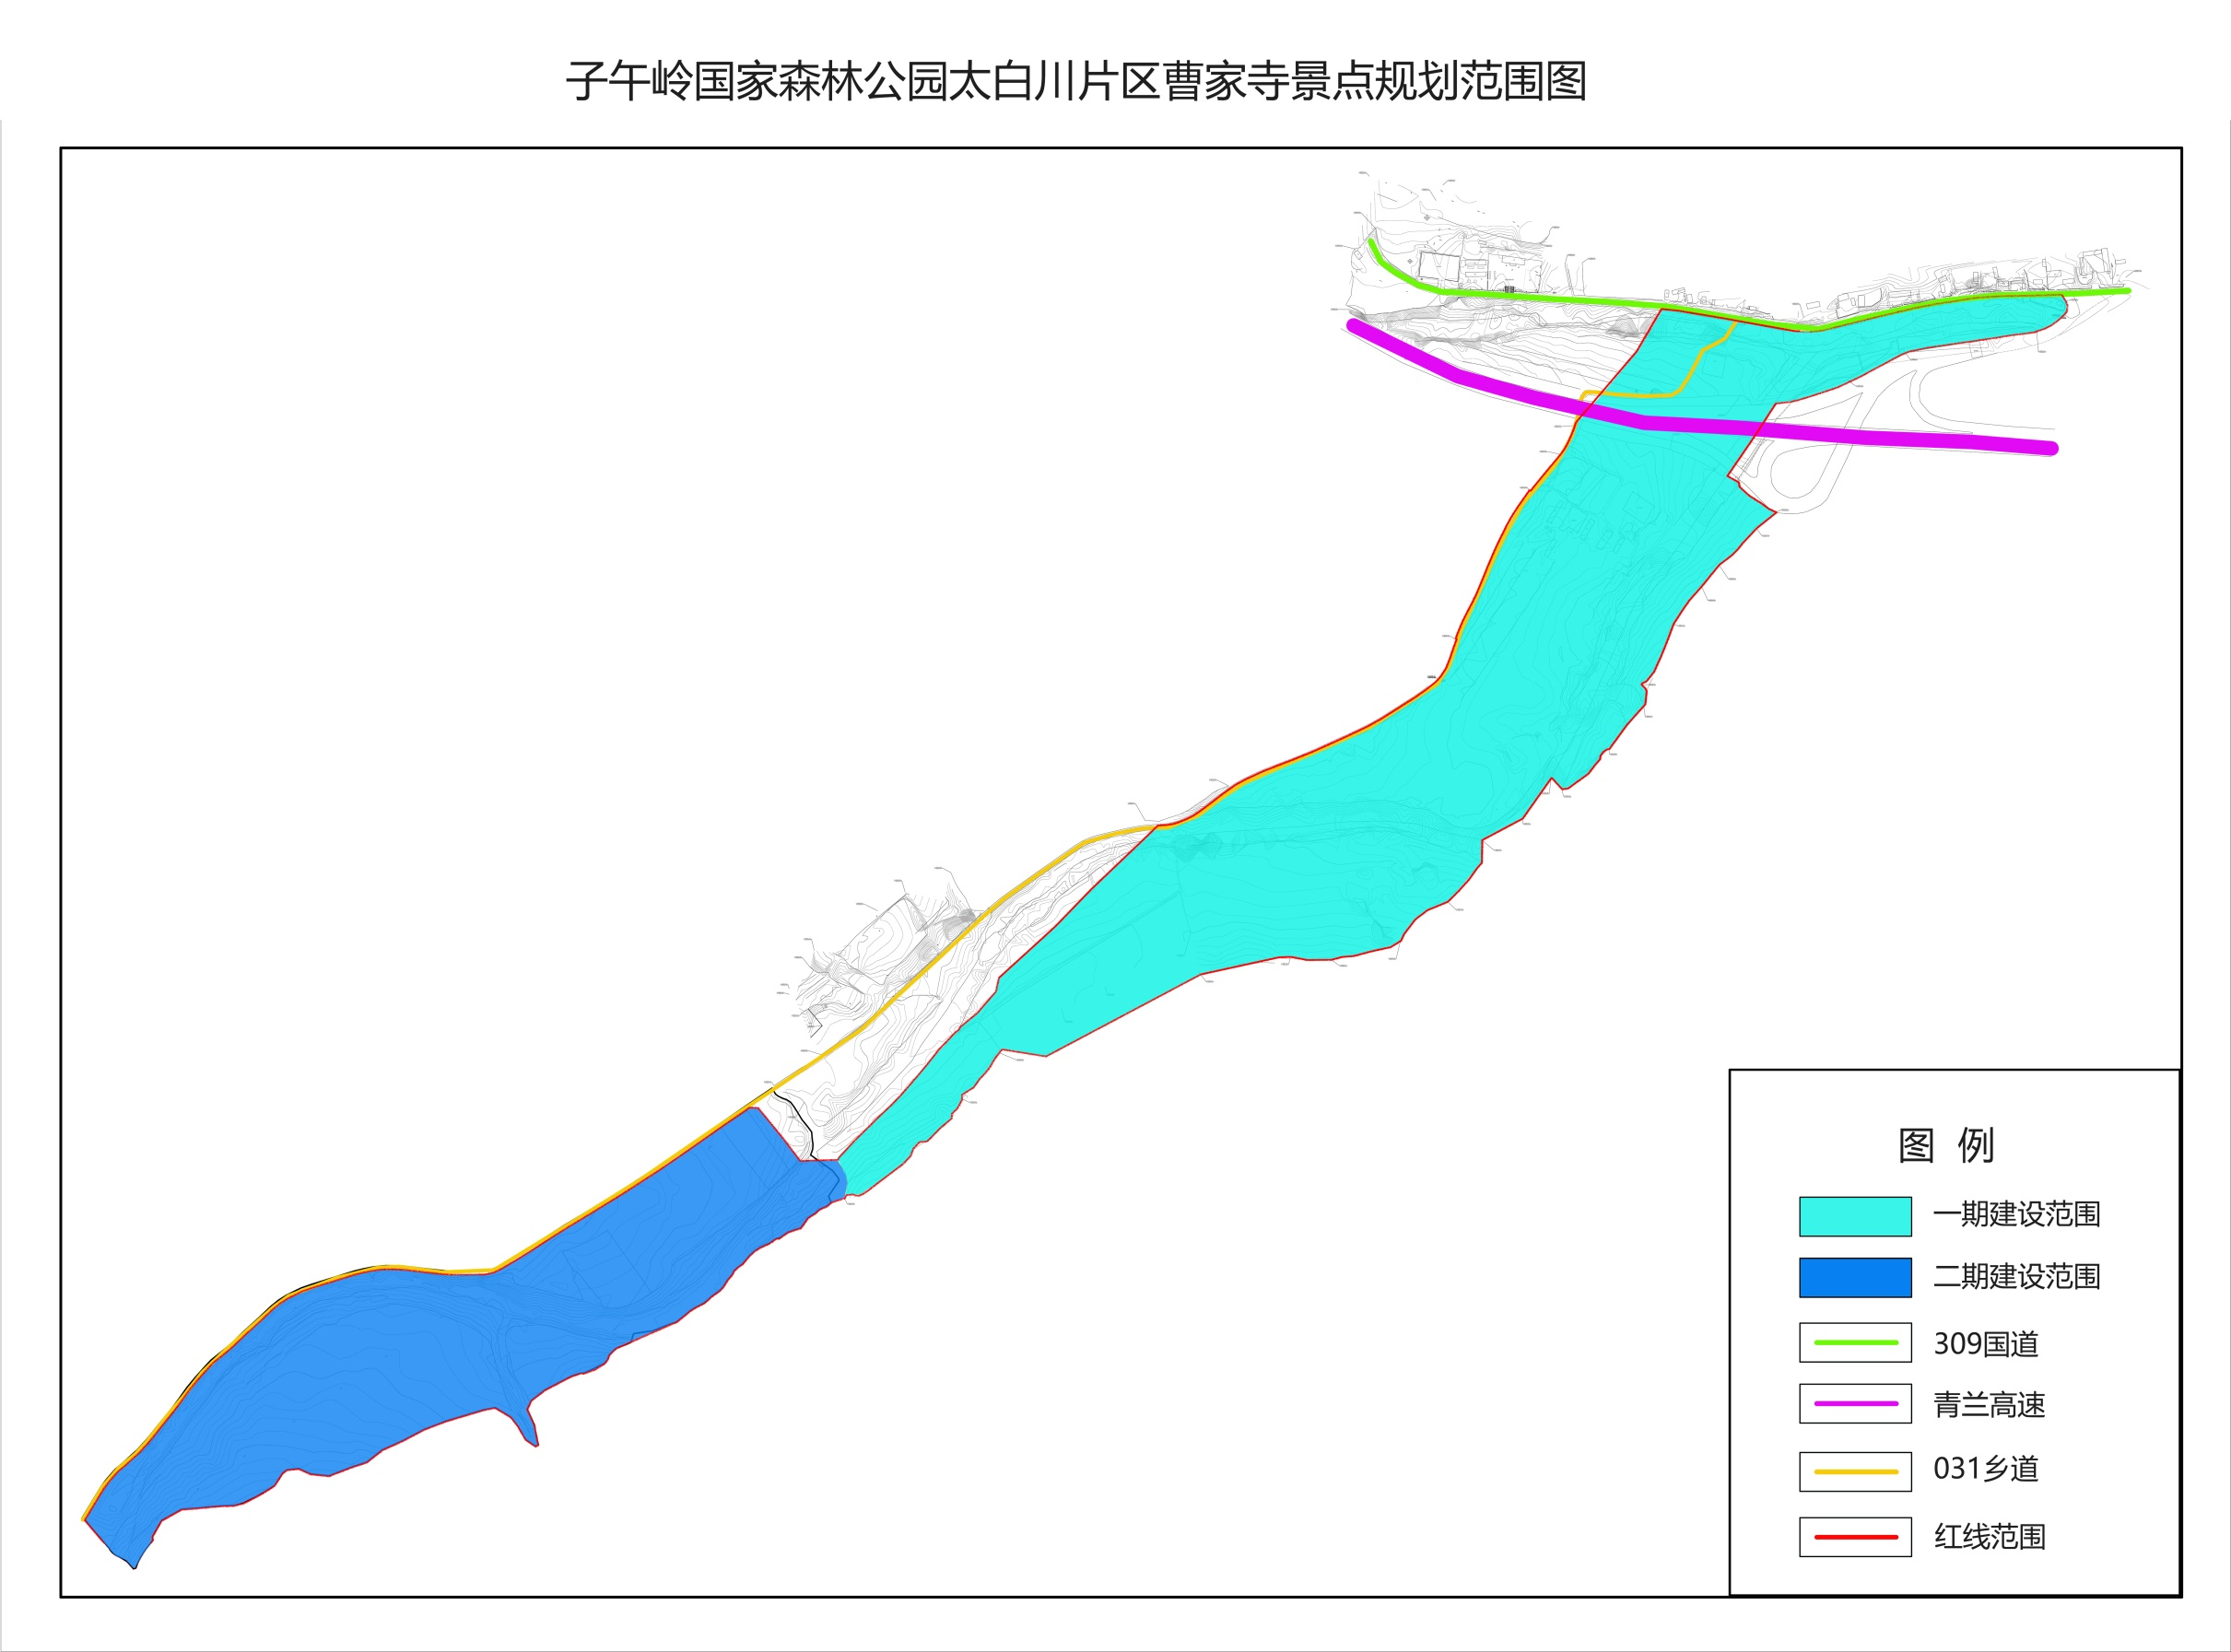 子午岭国家森林公园太白川片区曹家寺景点规划范围图
图 例
一期建设范围
二期建设范围
309国道
青兰高速
031乡道
红线范围